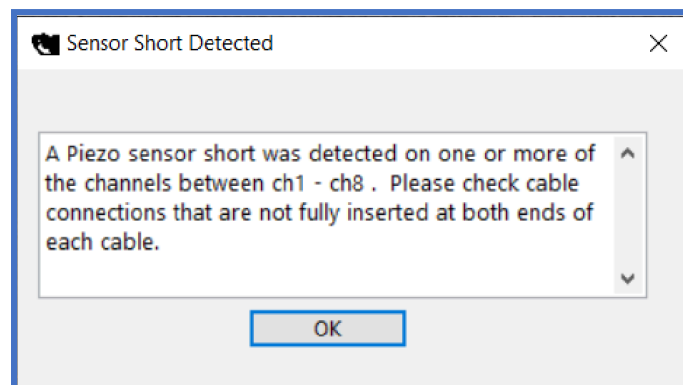 Sensor Short Detected
A Piezo sensor short was detected on one or more of
the channels between ch1 - ch8 .  Please check cable
connections that are not fully inserted at both ends of
each cable.
OK